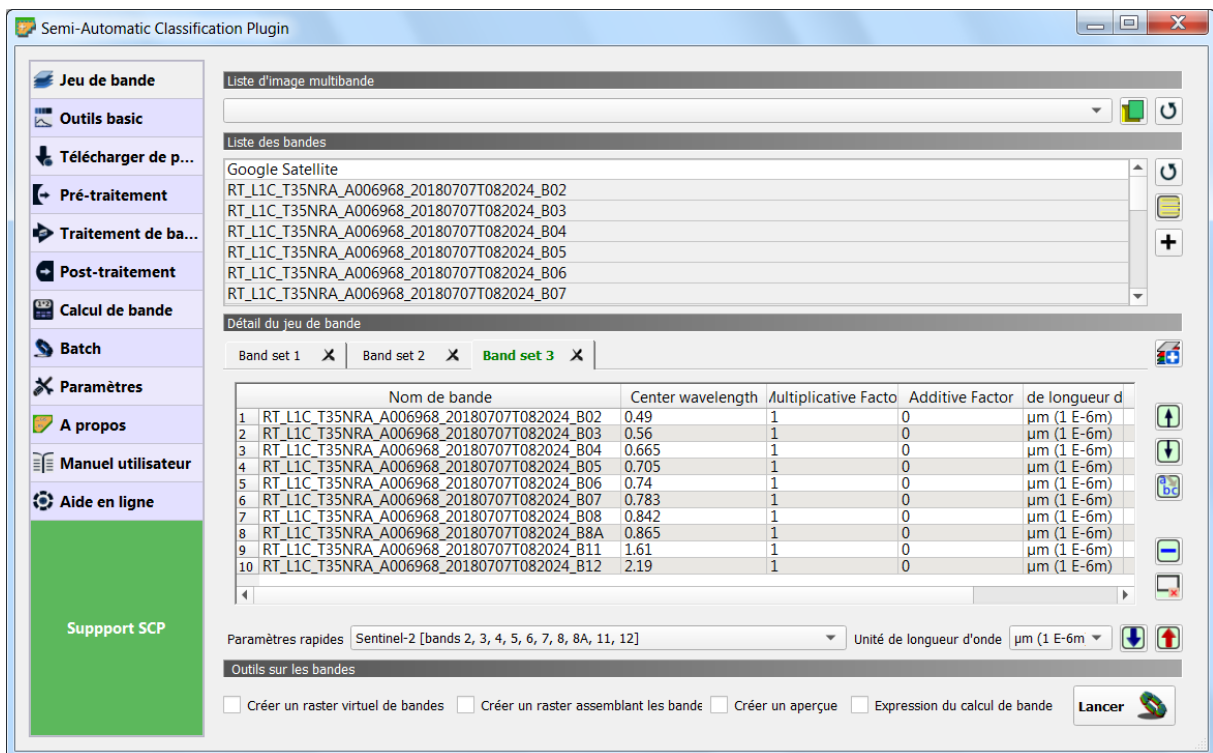 Semi-Automatic Classification Plugin
Jeu de bande
Outils basic
Télécharger de p...
Pré-traitement
Traitement de ba...
Post-traitement
Calcul de bande
Batch
Paramètres
A propos
Manuel utilisateur
Aide en ligne
Suppport SCP
Liste d'image multibande
Liste des bandes
Google Satellite
RT_L1C_T35NRA_A006968_20180707T082024_B02
RT_L1C_T35NRA_A006968_20180707T082024_B03
RT_L1C_T35NRA_A006968_20180707T082024_B04
RT_L1C_T35NRA_A006968_20180707T082024_B05
RT_L1C_T35NRA_A006968_20180707T082024_B06
RT_L1C_T35NRA_A006968_20180707T082024_B07
Détail du jeu de bande
Band set 1 Band set 2 Band set 3
Nom de bande Center wavelength Multiplicative Facto Additive Factor de longueur d
1 RT_L1C_T35NRA_A006968_20180707T082024_B02 0.49 1 0 µm (1 E-6m)
2 RT_L1C_T35NRA_A006968_20180707T082024_B03 0.56 1 0 µm (1 E-6m)
3 RT_L1C_T35NRA_A006968_20180707T082024_B04 0.665 1 0 µm (1 E-6m)
4 RT_L1C_T35NRA_A006968_20180707T082024_B05 0.705 1 0 µm (1 E-6m)
5 RT_L1C_T35NRA_A006968_20180707T082024_B06 0.74 1 0 µm (1 E-6m)
6 RT_L1C_T35NRA_A006968_20180707T082024_B07 0.783 1 0 µm (1 E-6m)
7 RT_L1C_T35NRA_A006968_20180707T082024_B08 0.842 1 0 µm (1 E-6m)
8 RT_L1C_T35NRA_A006968_20180707T082024_B8A 0.865 1 0 µm (1 E-6m)
9 RT_L1C_T35NRA_A006968_20180707T082024_B11 1.61 1 0 µm (1 E-6m)
10 RT_L1C_T35NRA_A006968_20180707T082024_B12 2.19 1 0 µm (1 E-6m)
Paramètres rapides Sentinel-2 [bands 2, 3, 4, 5, 6, 7, 8, 8A, 11, 12] Unité de longueur d'onde µm (1 E-6m
Outils sur les bandes
Créer un raster virtuel de bandes Créer un raster assemblant les bande Créer un aperçue Expression du calcul de bande Lancer